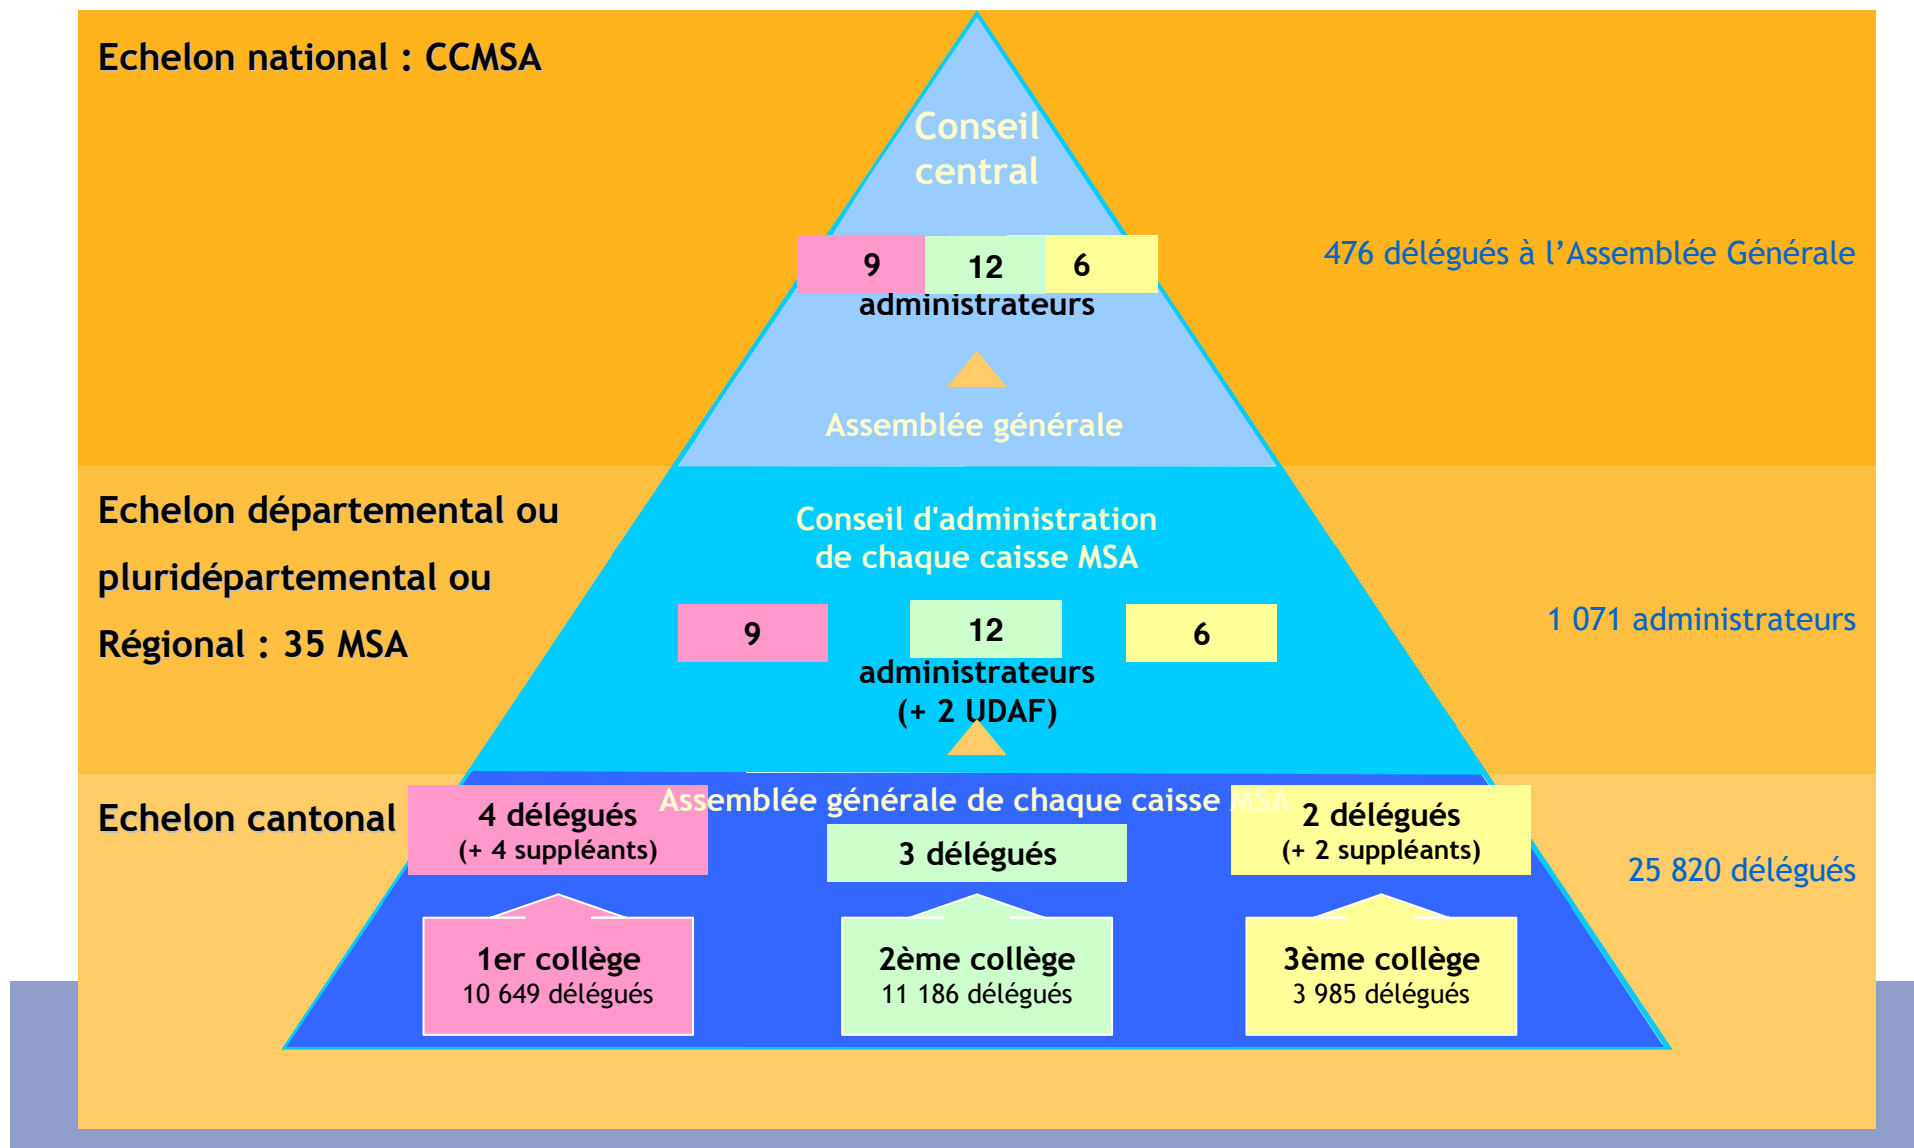 Echelon national : CCMSA
Conseil
central
9 12 6
administrateurs
476 délégués à l’Assemblée Générale
Assemblée générale
Echelon départemental ou
pluridépartemental ou
Régional : 35 MSA
Conseil d'administration
de chaque caisse MSA
9 12 6
administrateurs
(+ 2 UDAF)
1 071 administrateurs
Echelon cantonal
Assemblée générale de chaque caisse MSA
4 délégués
(+ 4 suppléants)
3 délégués
2 délégués
(+ 2 suppléants)
25 820 délégués
1er collège
10 649 délégués
2ème collège
11 186 délégués
3ème collège
3 985 délégués